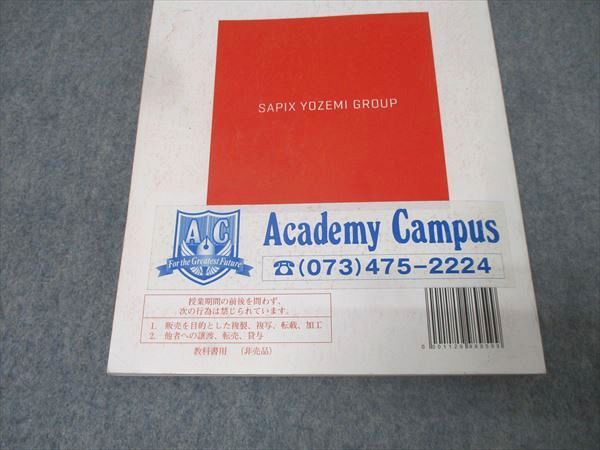 SAPIX YOZEMI GROUP
AC
For the Greatest Future
Academy Campus
☎(073)475-2224
授業期間の前後を問わず、
次の行為は禁じられています。
1. 販売を目的とした複製、複写、転載、加工
2. 他者への譲渡、転売、貸与
教科書用 (非売品)